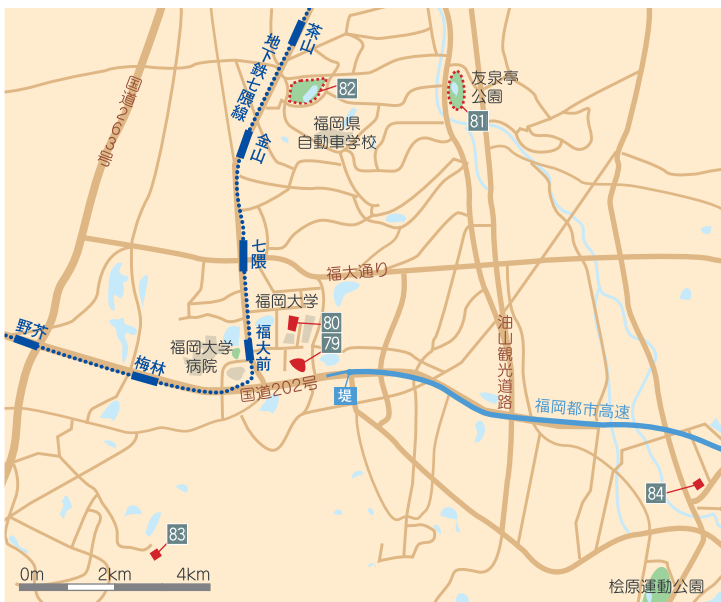 茶山
地下鉄七隈線
国道263号
82
友泉亭
公園
81
福岡県
自動車学校
金山
七隈
福大通り
福岡大学
80
79
野芥
梅林
福岡大学
病院
福大前
国道202号
堤
油山観光道路
福岡都市高速
84
83
0m 2km 4km
桧原運動公園